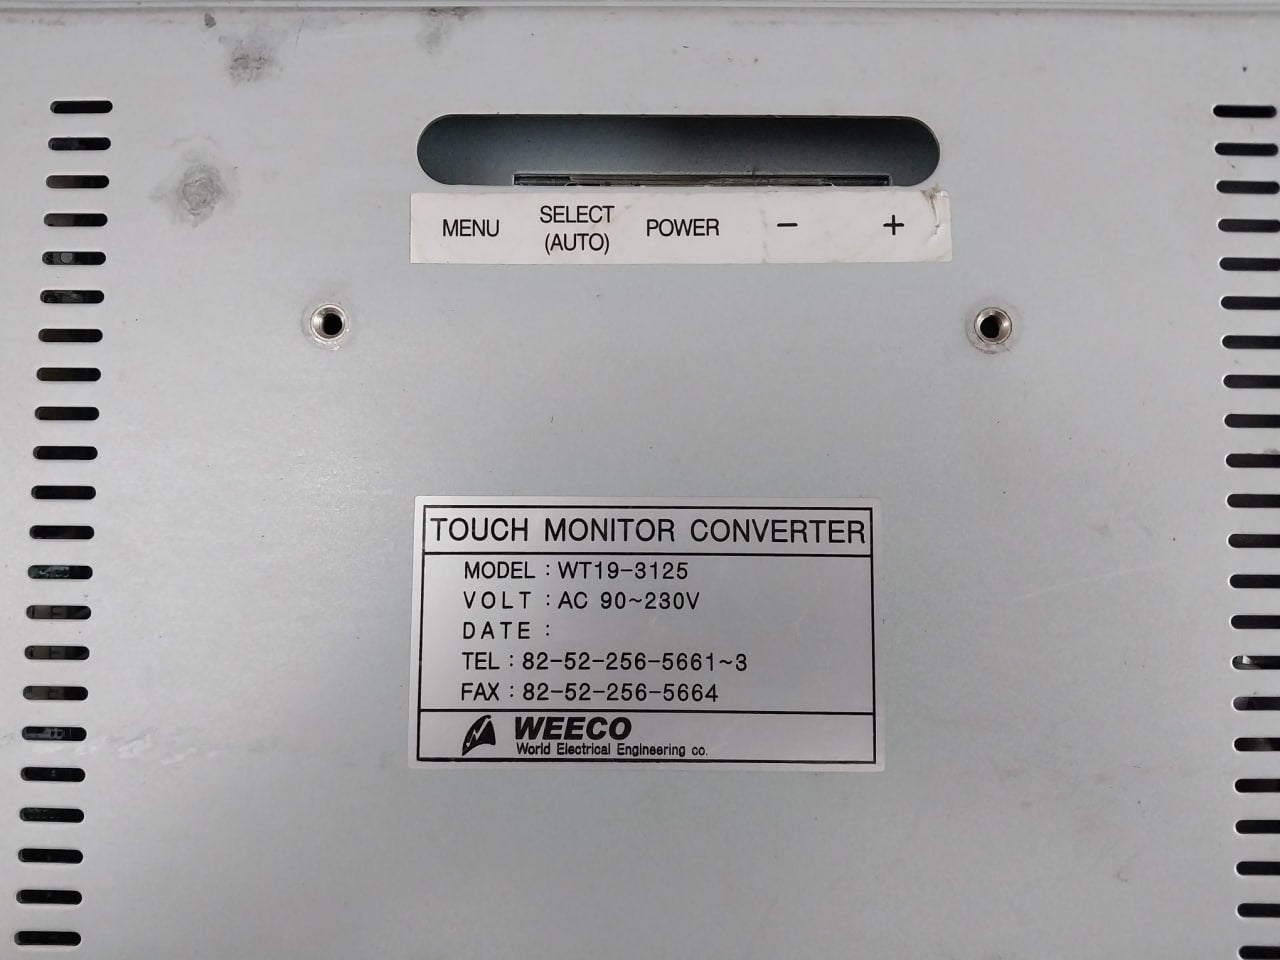 MENU SELECT (AUTO) POWER − +
TOUCH MONITOR CONVERTER
MODEL : WT19-3125
VOLT : AC 90~230V
DATE :
TEL : 82-52-256-5661~3
FAX : 82-52-256-5664
WEECO
World Electrical Engineering co.